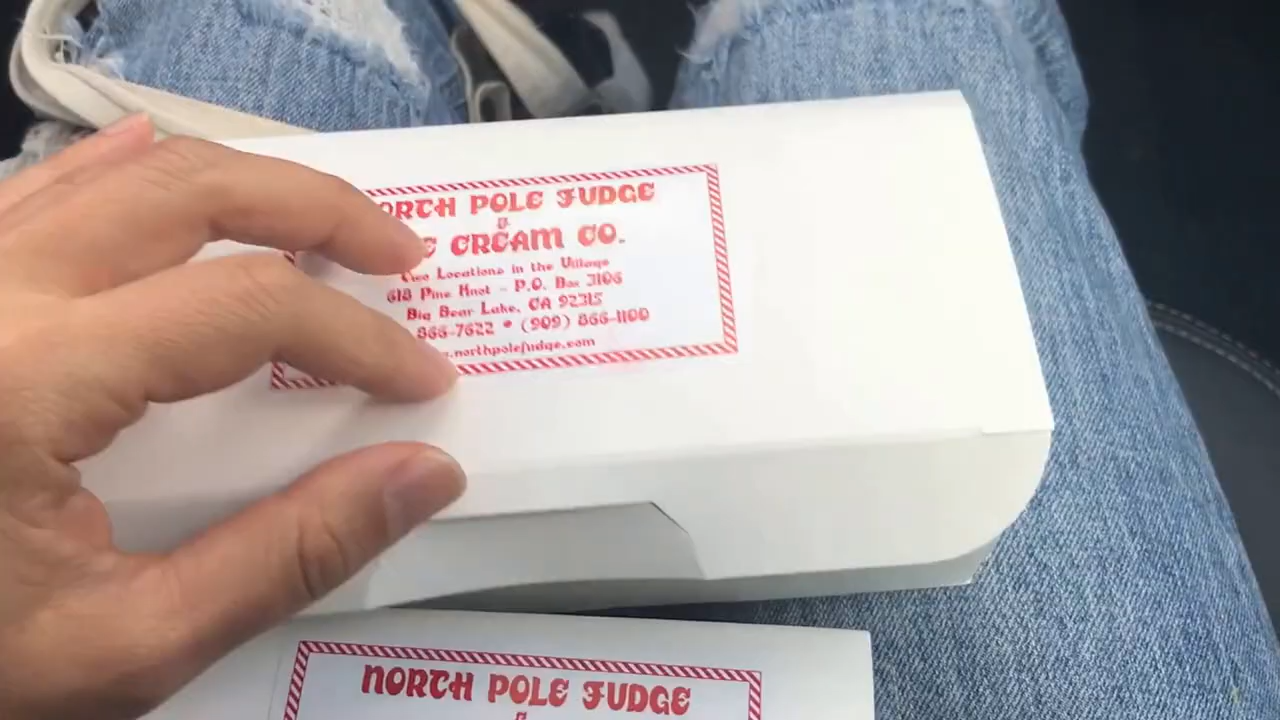 ORTH POLE FUDGE
&
E CREAM CO.
Two Locations in the Village
618 Pine Knot - P.O. Box 3106
Big Bear Lake, CA 92315
866-7622 • (909) 866-1100
.northpolefudge.com
NORTH POLE FUDGE